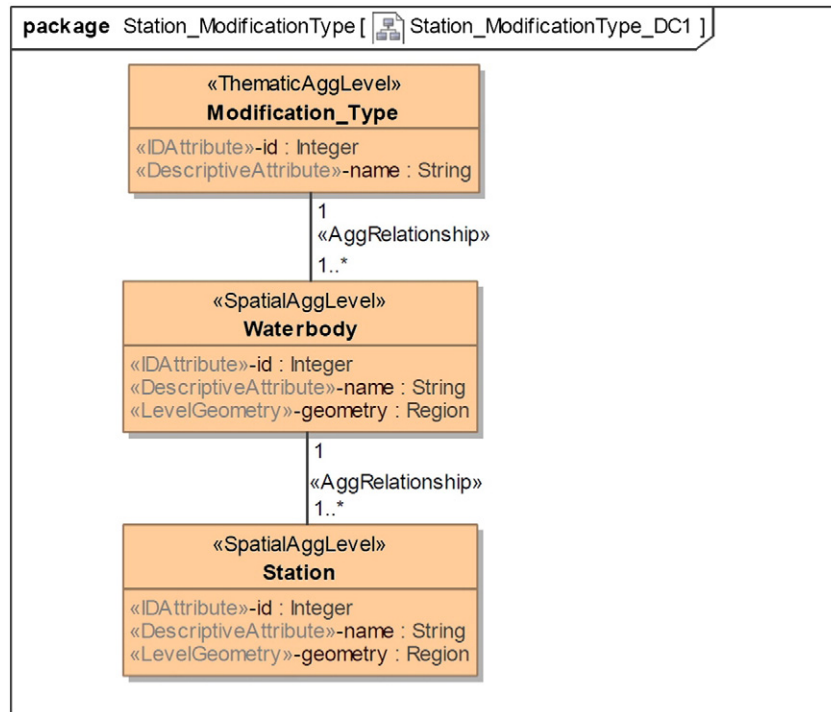 package Station_ModificationType [ Station_ModificationType_DC1 ]
«ThematicAggLevel»
Modification_Type
«IDAttribute»-id : Integer
«DescriptiveAttribute»-name : String
1
«AggRelationship»
1..*
«SpatialAggLevel»
Waterbody
«IDAttribute»-id : Integer
«DescriptiveAttribute»-name : String
«LevelGeometry»-geometry : Region
1
«AggRelationship»
1..*
«SpatialAggLevel»
Station
«IDAttribute»-id : Integer
«DescriptiveAttribute»-name : String
«LevelGeometry»-geometry : Region